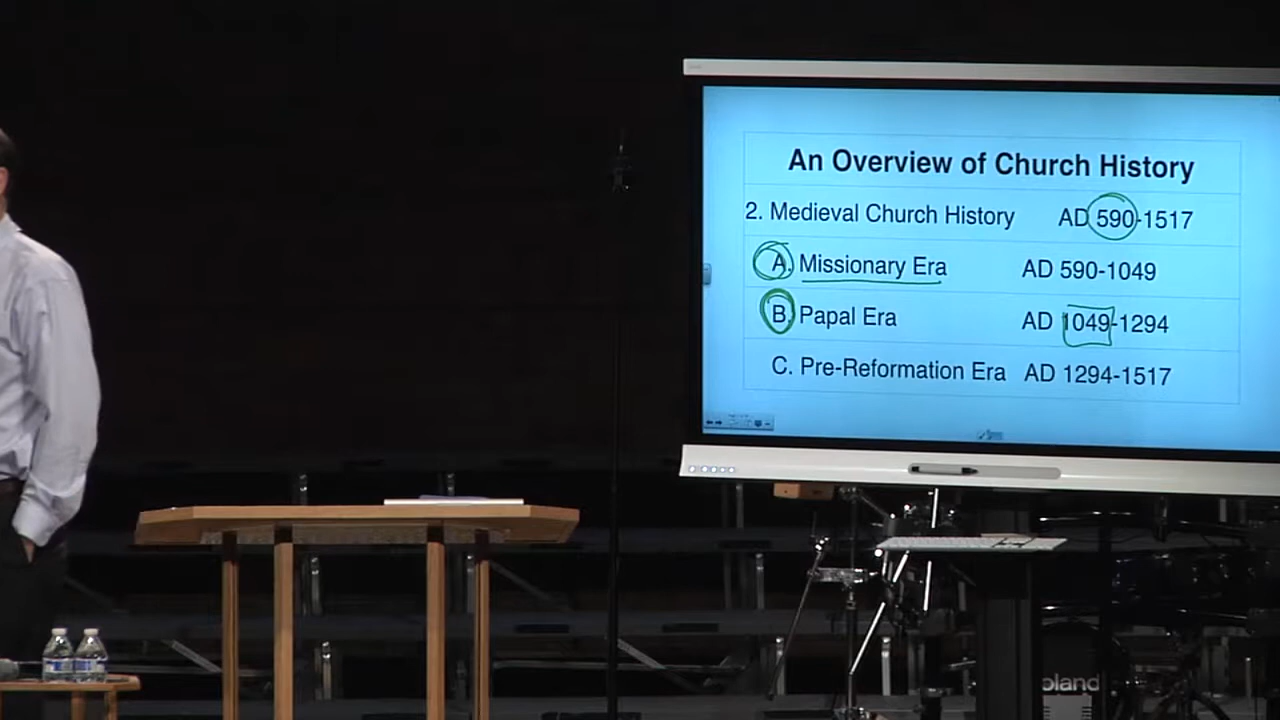 An Overview of Church History
2. Medieval Church History AD 590-1517
A. Missionary Era AD 590-1049
B. Papal Era AD 1049-1294
C. Pre-Reformation Era AD 1294-1517
oland